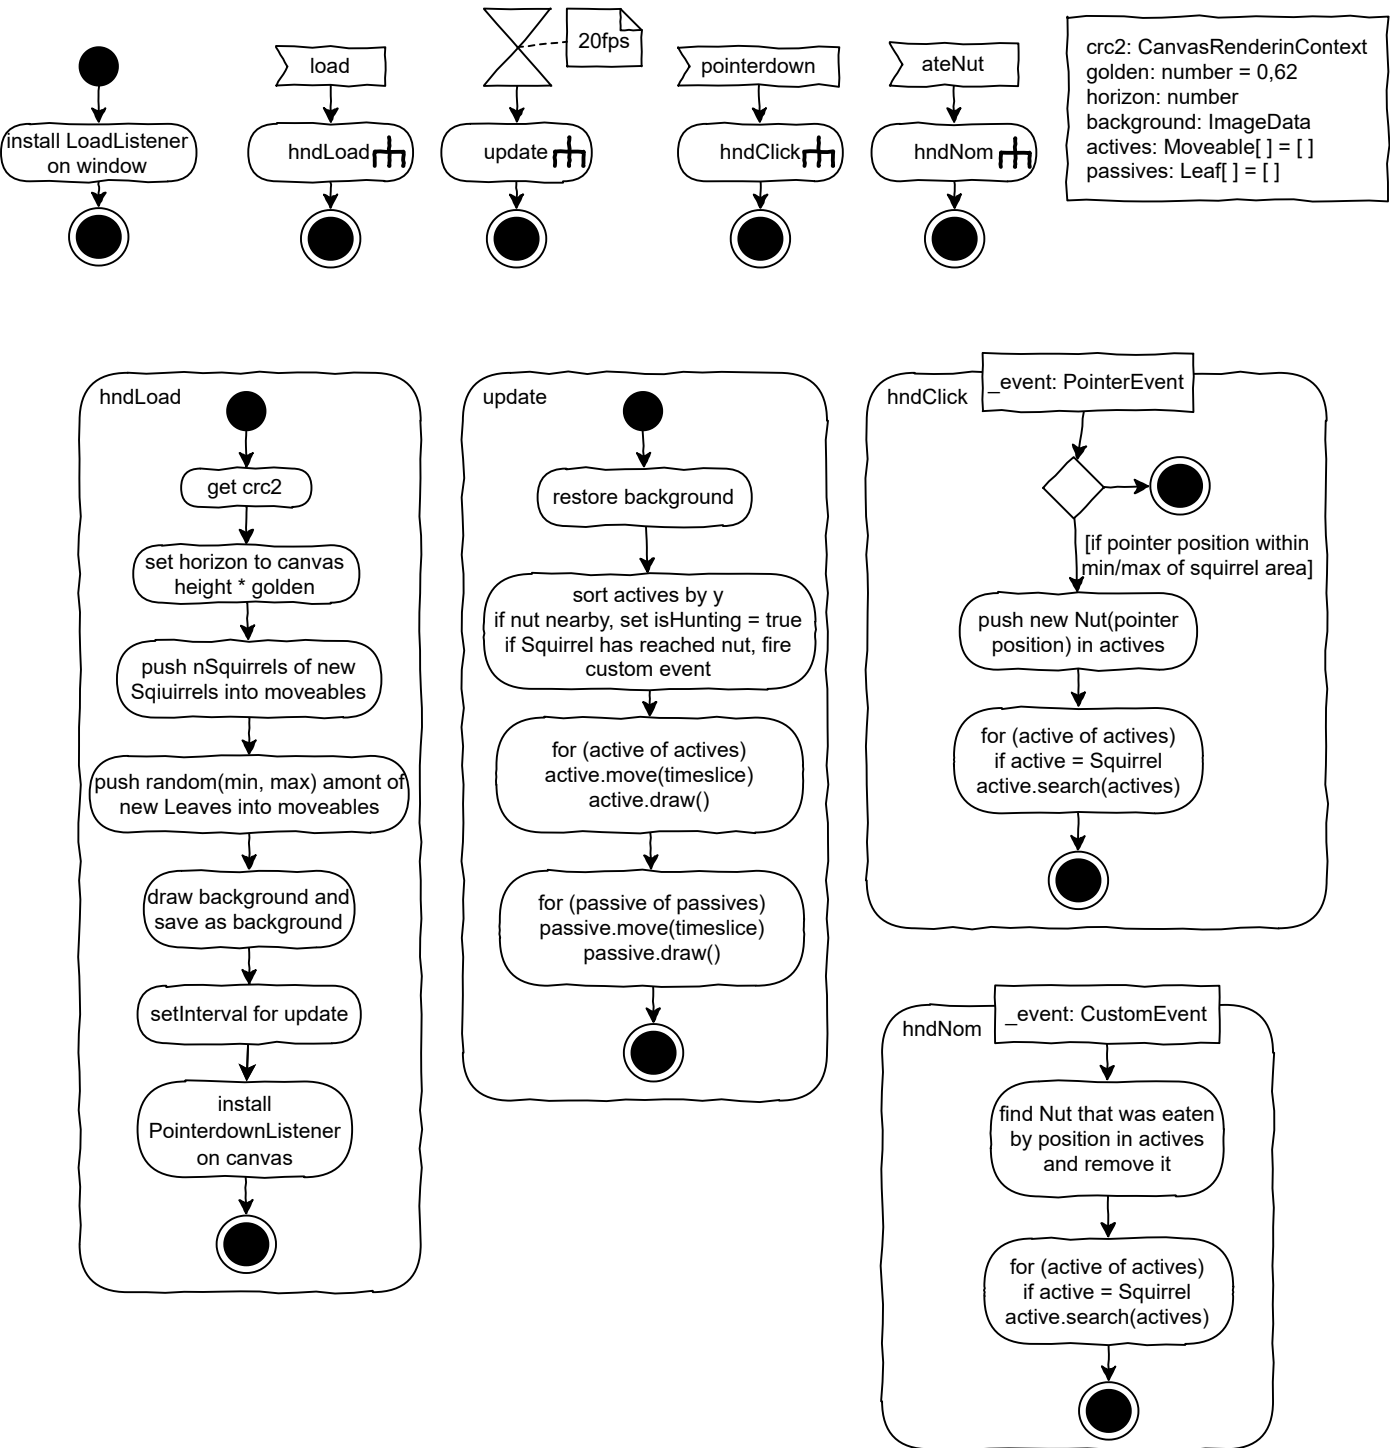 install LoadListener
on window
load
hndLoad
20fps
update
pointerdown
hndClick
ateNut
hndNom
crc2: CanvasRenderinContext
golden: number = 0,62
horizon: number
background: ImageData
actives: Moveable[ ] = [ ]
passives: Leaf[ ] = [ ]
hndLoad
get crc2
set horizon to canvas
height * golden
push nSquirrels of new
Sqiuirrels into moveables
push random(min, max) amont of
new Leaves into moveables
draw background and
save as background
setInterval for update
install
PointerdownListener
on canvas
update
restore background
sort actives by y
if nut nearby, set isHunting = true
if Squirrel has reached nut, fire
custom event
for (active of actives)
active.move(timeslice)
active.draw()
for (passive of passives)
passive.move(timeslice)
passive.draw()
hndClick
_event: PointerEvent
[if pointer position within
min/max of squirrel area]
push new Nut(pointer
position) in actives
for (active of actives)
if active = Squirrel
active.search(actives)
hndNom
_event: CustomEvent
find Nut that was eaten
by position in actives
and remove it
for (active of actives)
if active = Squirrel
active.search(actives)